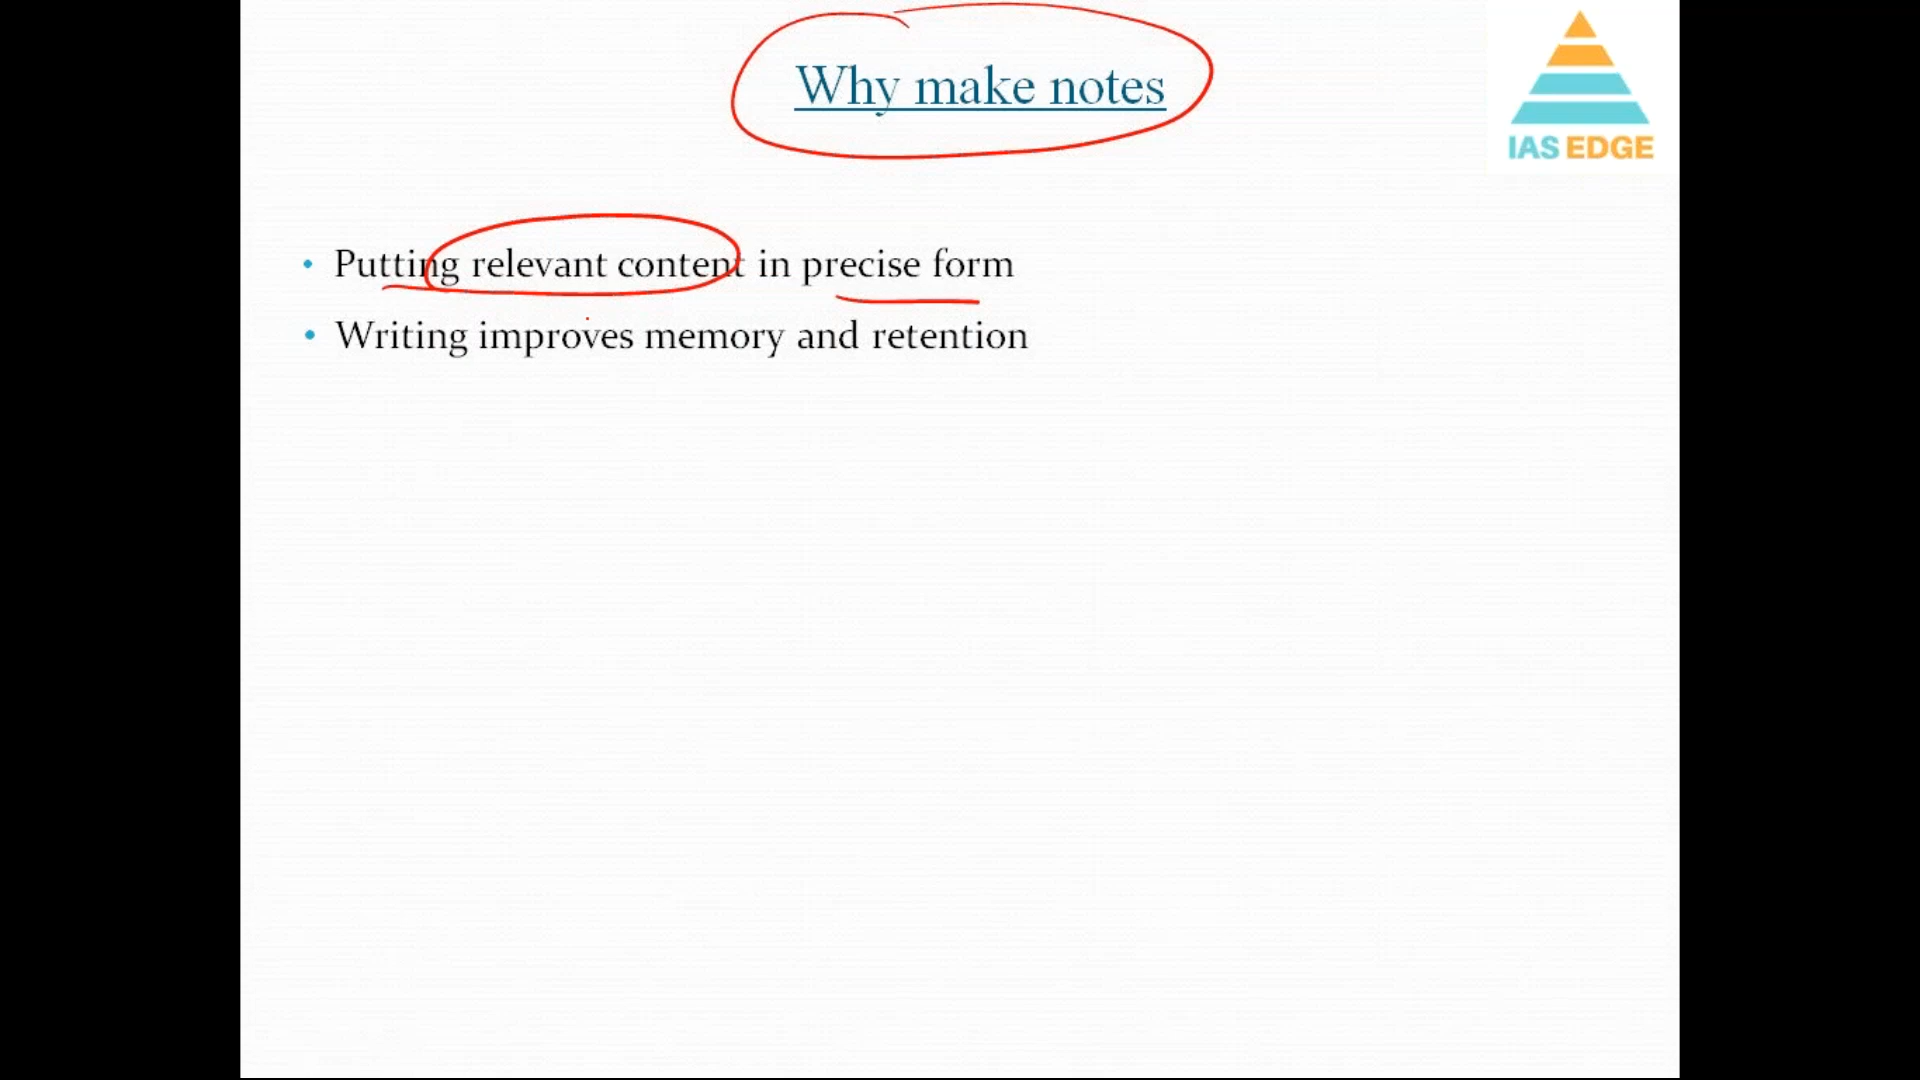 Why make notes
IAS EDGE
• Putting relevant content in precise form
• Writing improves memory and retention